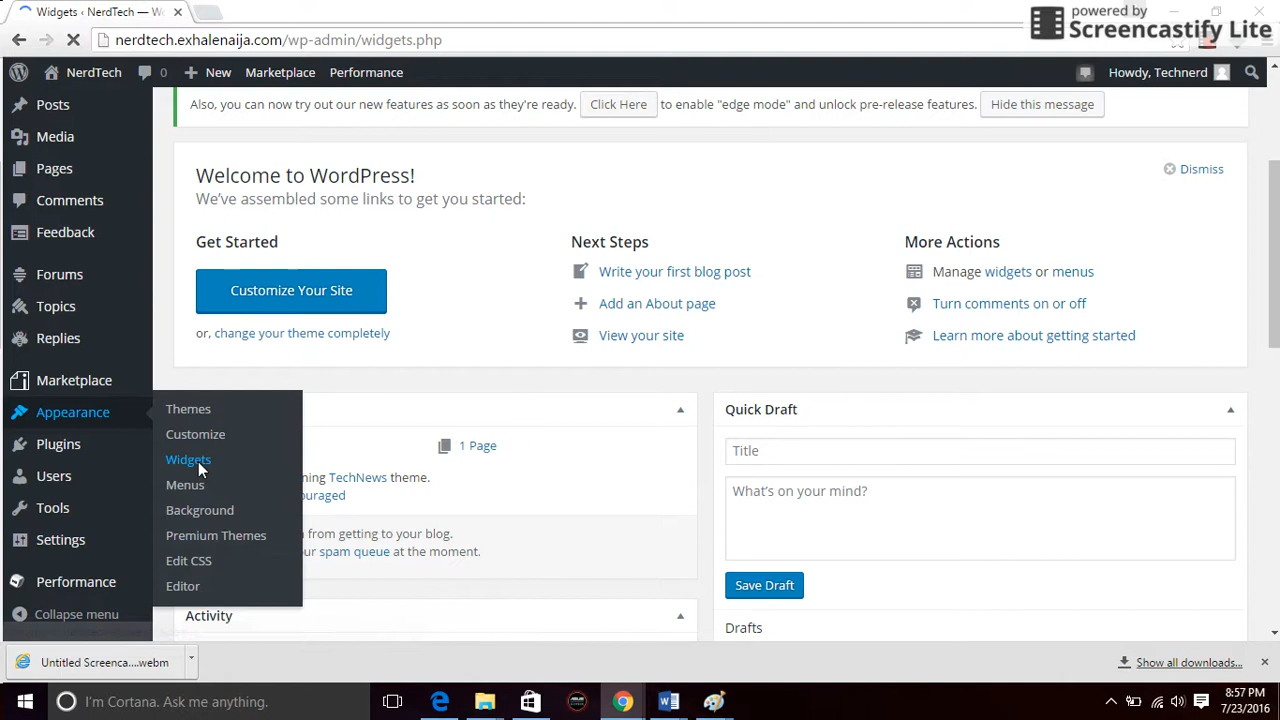 Widgets ‹ NerdTech — Wo
powered by
Screencastify Lite
nerdtech.exhalenaija.com/wp-admin/widgets.php
NerdTech 0 New Marketplace Performance Howdy, Technerd
Also, you can now try out our new features as soon as they're ready. Click Here to enable "edge mode" and unlock pre-release features. Hide this message
Posts
Media
Pages
Comments
Feedback
Forums
Topics
Replies
Marketplace
Appearance
Plugins
Users
Tools
Settings
Performance
Collapse menu
Themes
Customize
Widgets
Menus
Background
Premium Themes
Edit CSS
Editor
Welcome to WordPress!
We've assembled some links to get you started:
Dismiss
Get Started
Customize Your Site
or, change your theme completely
Next Steps
Write your first blog post
Add an About page
View your site
More Actions
Manage widgets or menus
Turn comments on or off
Learn more about getting started
1 Page
ning TechNews theme.
ouraged
from getting to your blog.
ur spam queue at the moment.
Activity
Quick Draft
Title
What's on your mind?
Save Draft
Drafts
Untitled Screenca....webm
Show all downloads...
I'm Cortana. Ask me anything.
8:57 PM
7/23/2016